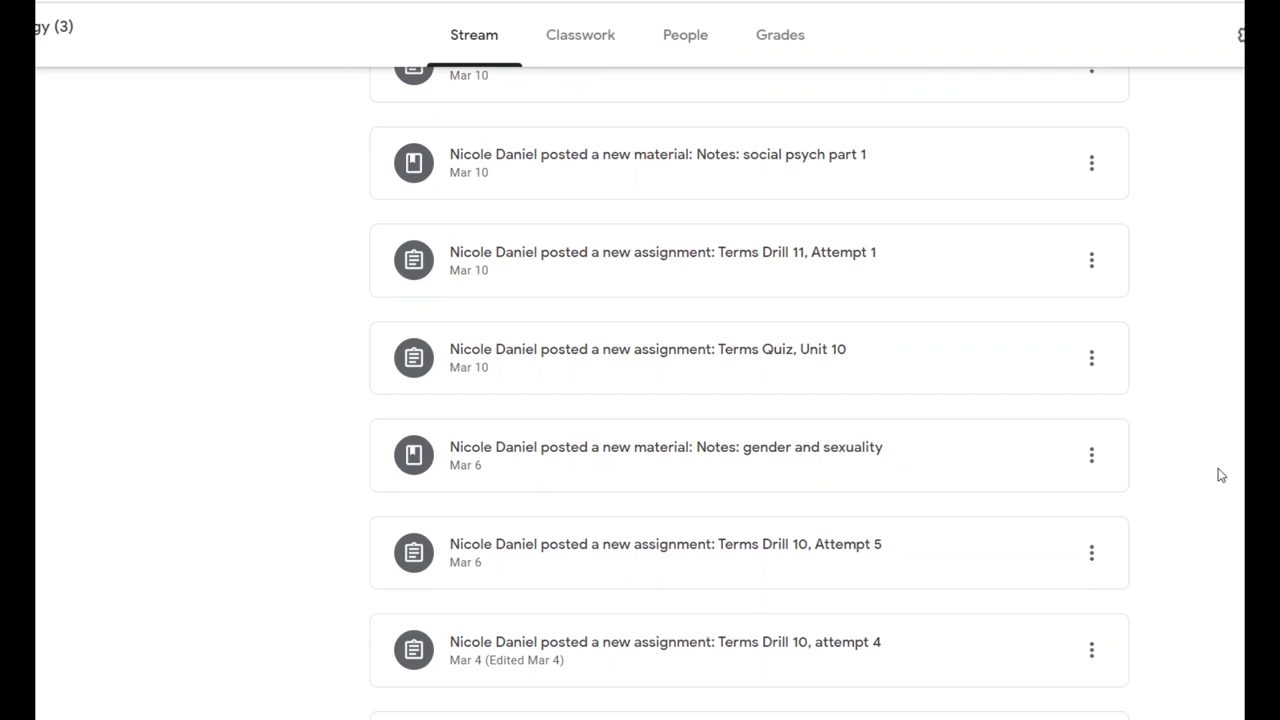 gy (3)
Stream
Classwork
People
Grades
Mar 10
Nicole Daniel posted a new material: Notes: social psych part 1
Mar 10
Nicole Daniel posted a new assignment: Terms Drill 11, Attempt 1
Mar 10
Nicole Daniel posted a new assignment: Terms Quiz, Unit 10
Mar 10
Nicole Daniel posted a new material: Notes: gender and sexuality
Mar 6
Nicole Daniel posted a new assignment: Terms Drill 10, Attempt 5
Mar 6
Nicole Daniel posted a new assignment: Terms Drill 10, attempt 4
Mar 4 (Edited Mar 4)